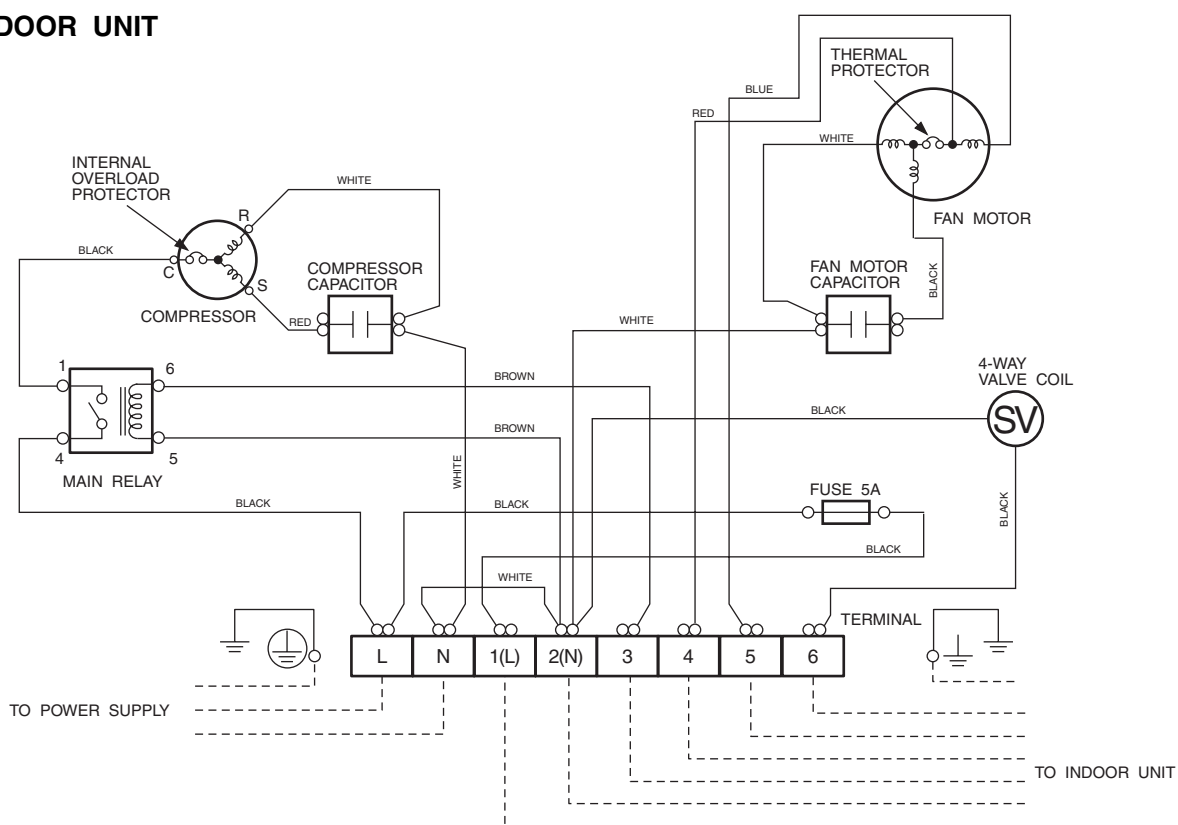 DOOR UNIT
THERMAL
PROTECTOR
BLUE
RED
WHITE
FAN MOTOR
INTERNAL
OVERLOAD
PROTECTOR
WHITE
R
BLACK
C
S
COMPRESSOR
RED
COMPRESSOR
CAPACITOR
FAN MOTOR
CAPACITOR
BLACK
WHITE
4-WAY
VALVE COIL
SV
1
6
BROWN
BLACK
BROWN
4
5
MAIN RELAY
WHITE
BLACK
BLACK
FUSE 5A
BLACK
BLACK
WHITE
TERMINAL
L
N
1(L)
2(N)
3
4
5
6
TO POWER SUPPLY
TO INDOOR UNIT